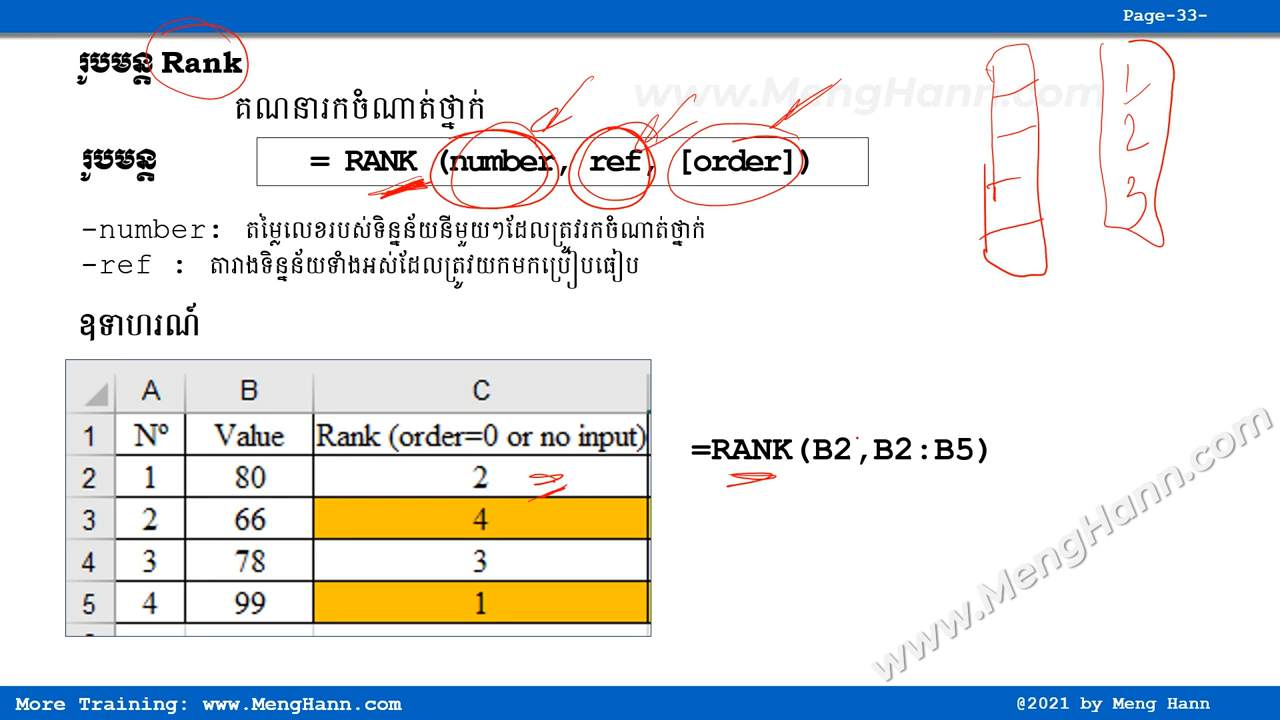 Page-33-
រូបមន្ត Rank
www.MengHann.com
គណនារកចំណាត់ថ្នាក់
រូបមន្ត = RANK (number, ref, [order])
-number: តម្លៃលេខរបស់ទិន្នន័យនីមួយៗដែលត្រូវរកចំណាត់ថ្នាក់
-ref : តារាងទិន្នន័យទាំងអស់ដែលត្រូវយកមកប្រៀបធៀប
1
2
3
ឧទាហរណ៍
A B C
1 Nº Value Rank (order=0 or no input)
2 1 80 2
3 2 66 4
4 3 78 3
5 4 99 1
=RANK(B2,B2:B5)
www.MengHann.com
More Training: www.MengHann.com @2021 by Meng Hann